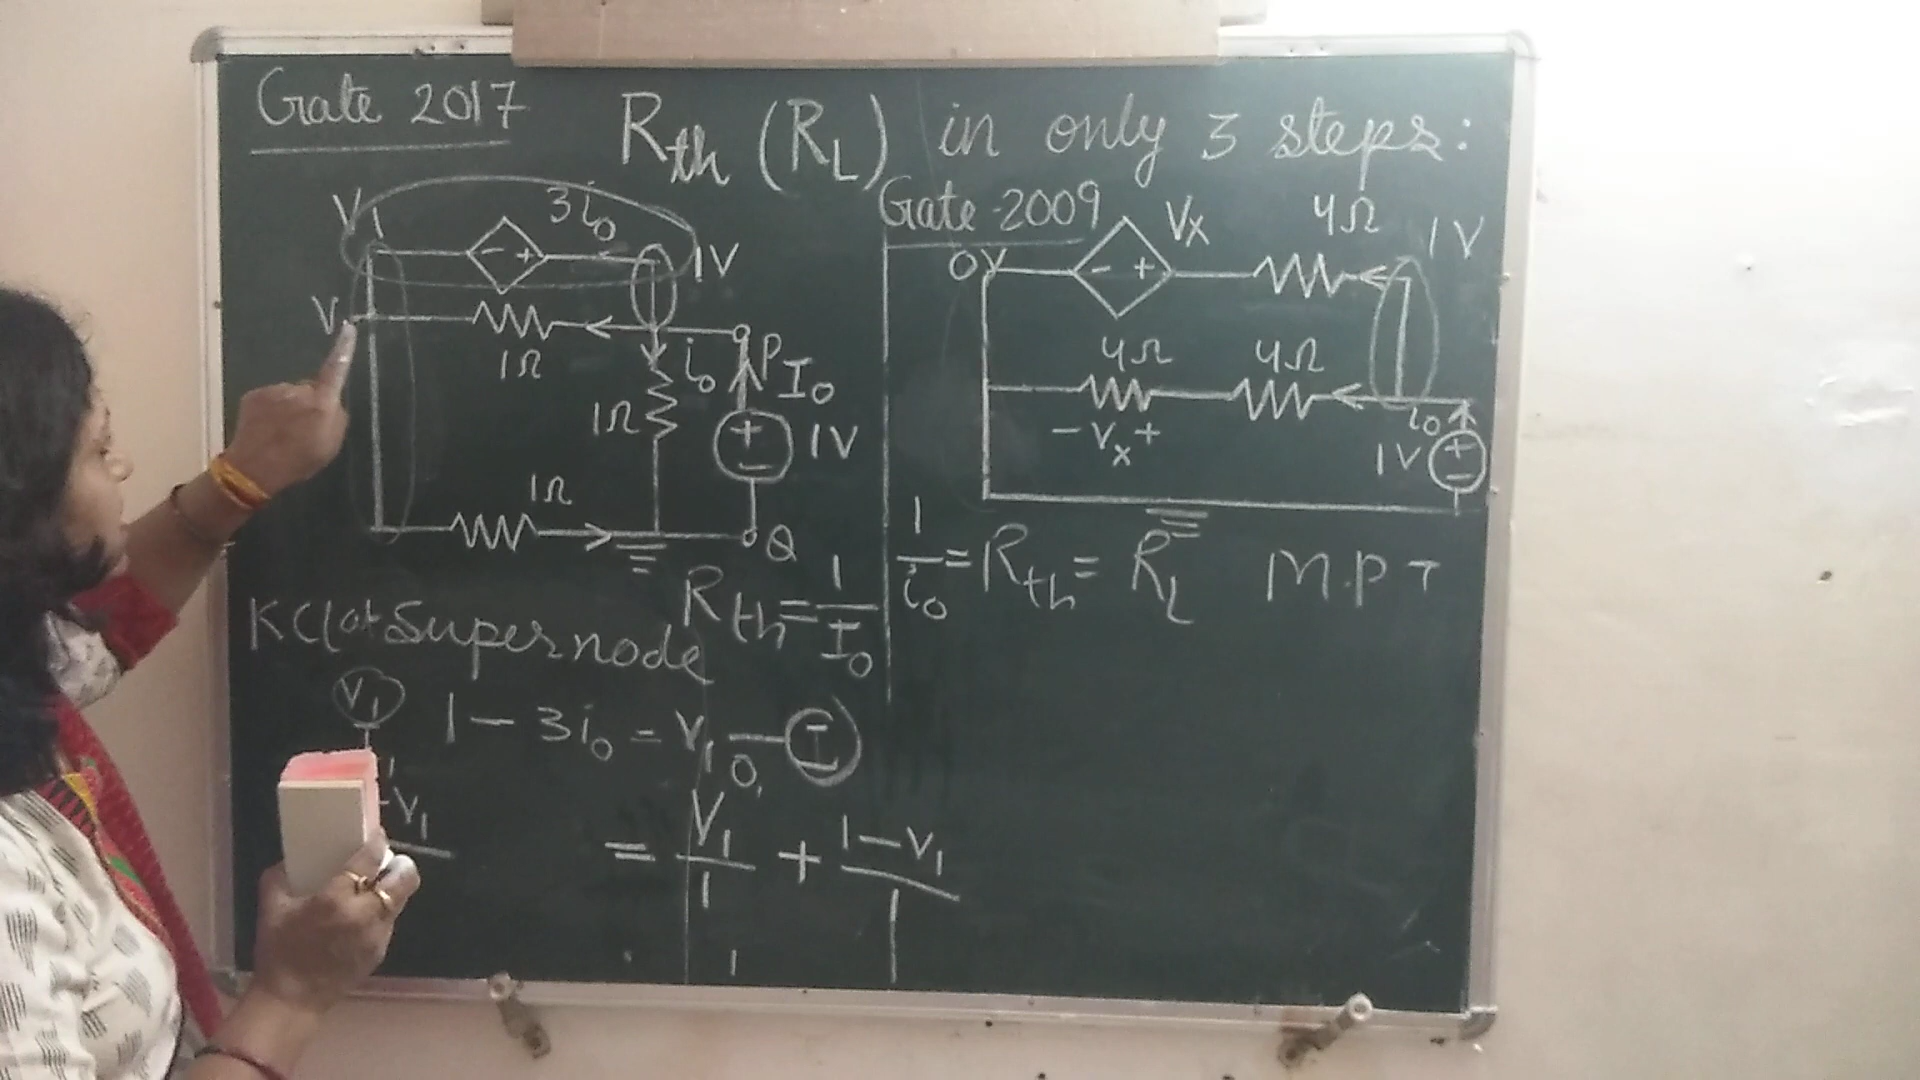 Gate 2017
Rth (RL) in only 3 steps:
V1
3i0
1V
- +
V
1Ω
i0
P
I0
1Ω
+
-
1V
1Ω
Q
Rth = 1/I0
KCl at Supernode
V1
1 - 3i0 = V1 — I
0,
-V1
= V1/1 + 1-V1/1
Gate-2009
0V
- +
Vx
4Ω
1V
4Ω
4Ω
- Vx +
i0
1V
+
-
1/i0 = Rth = RL M.P.T